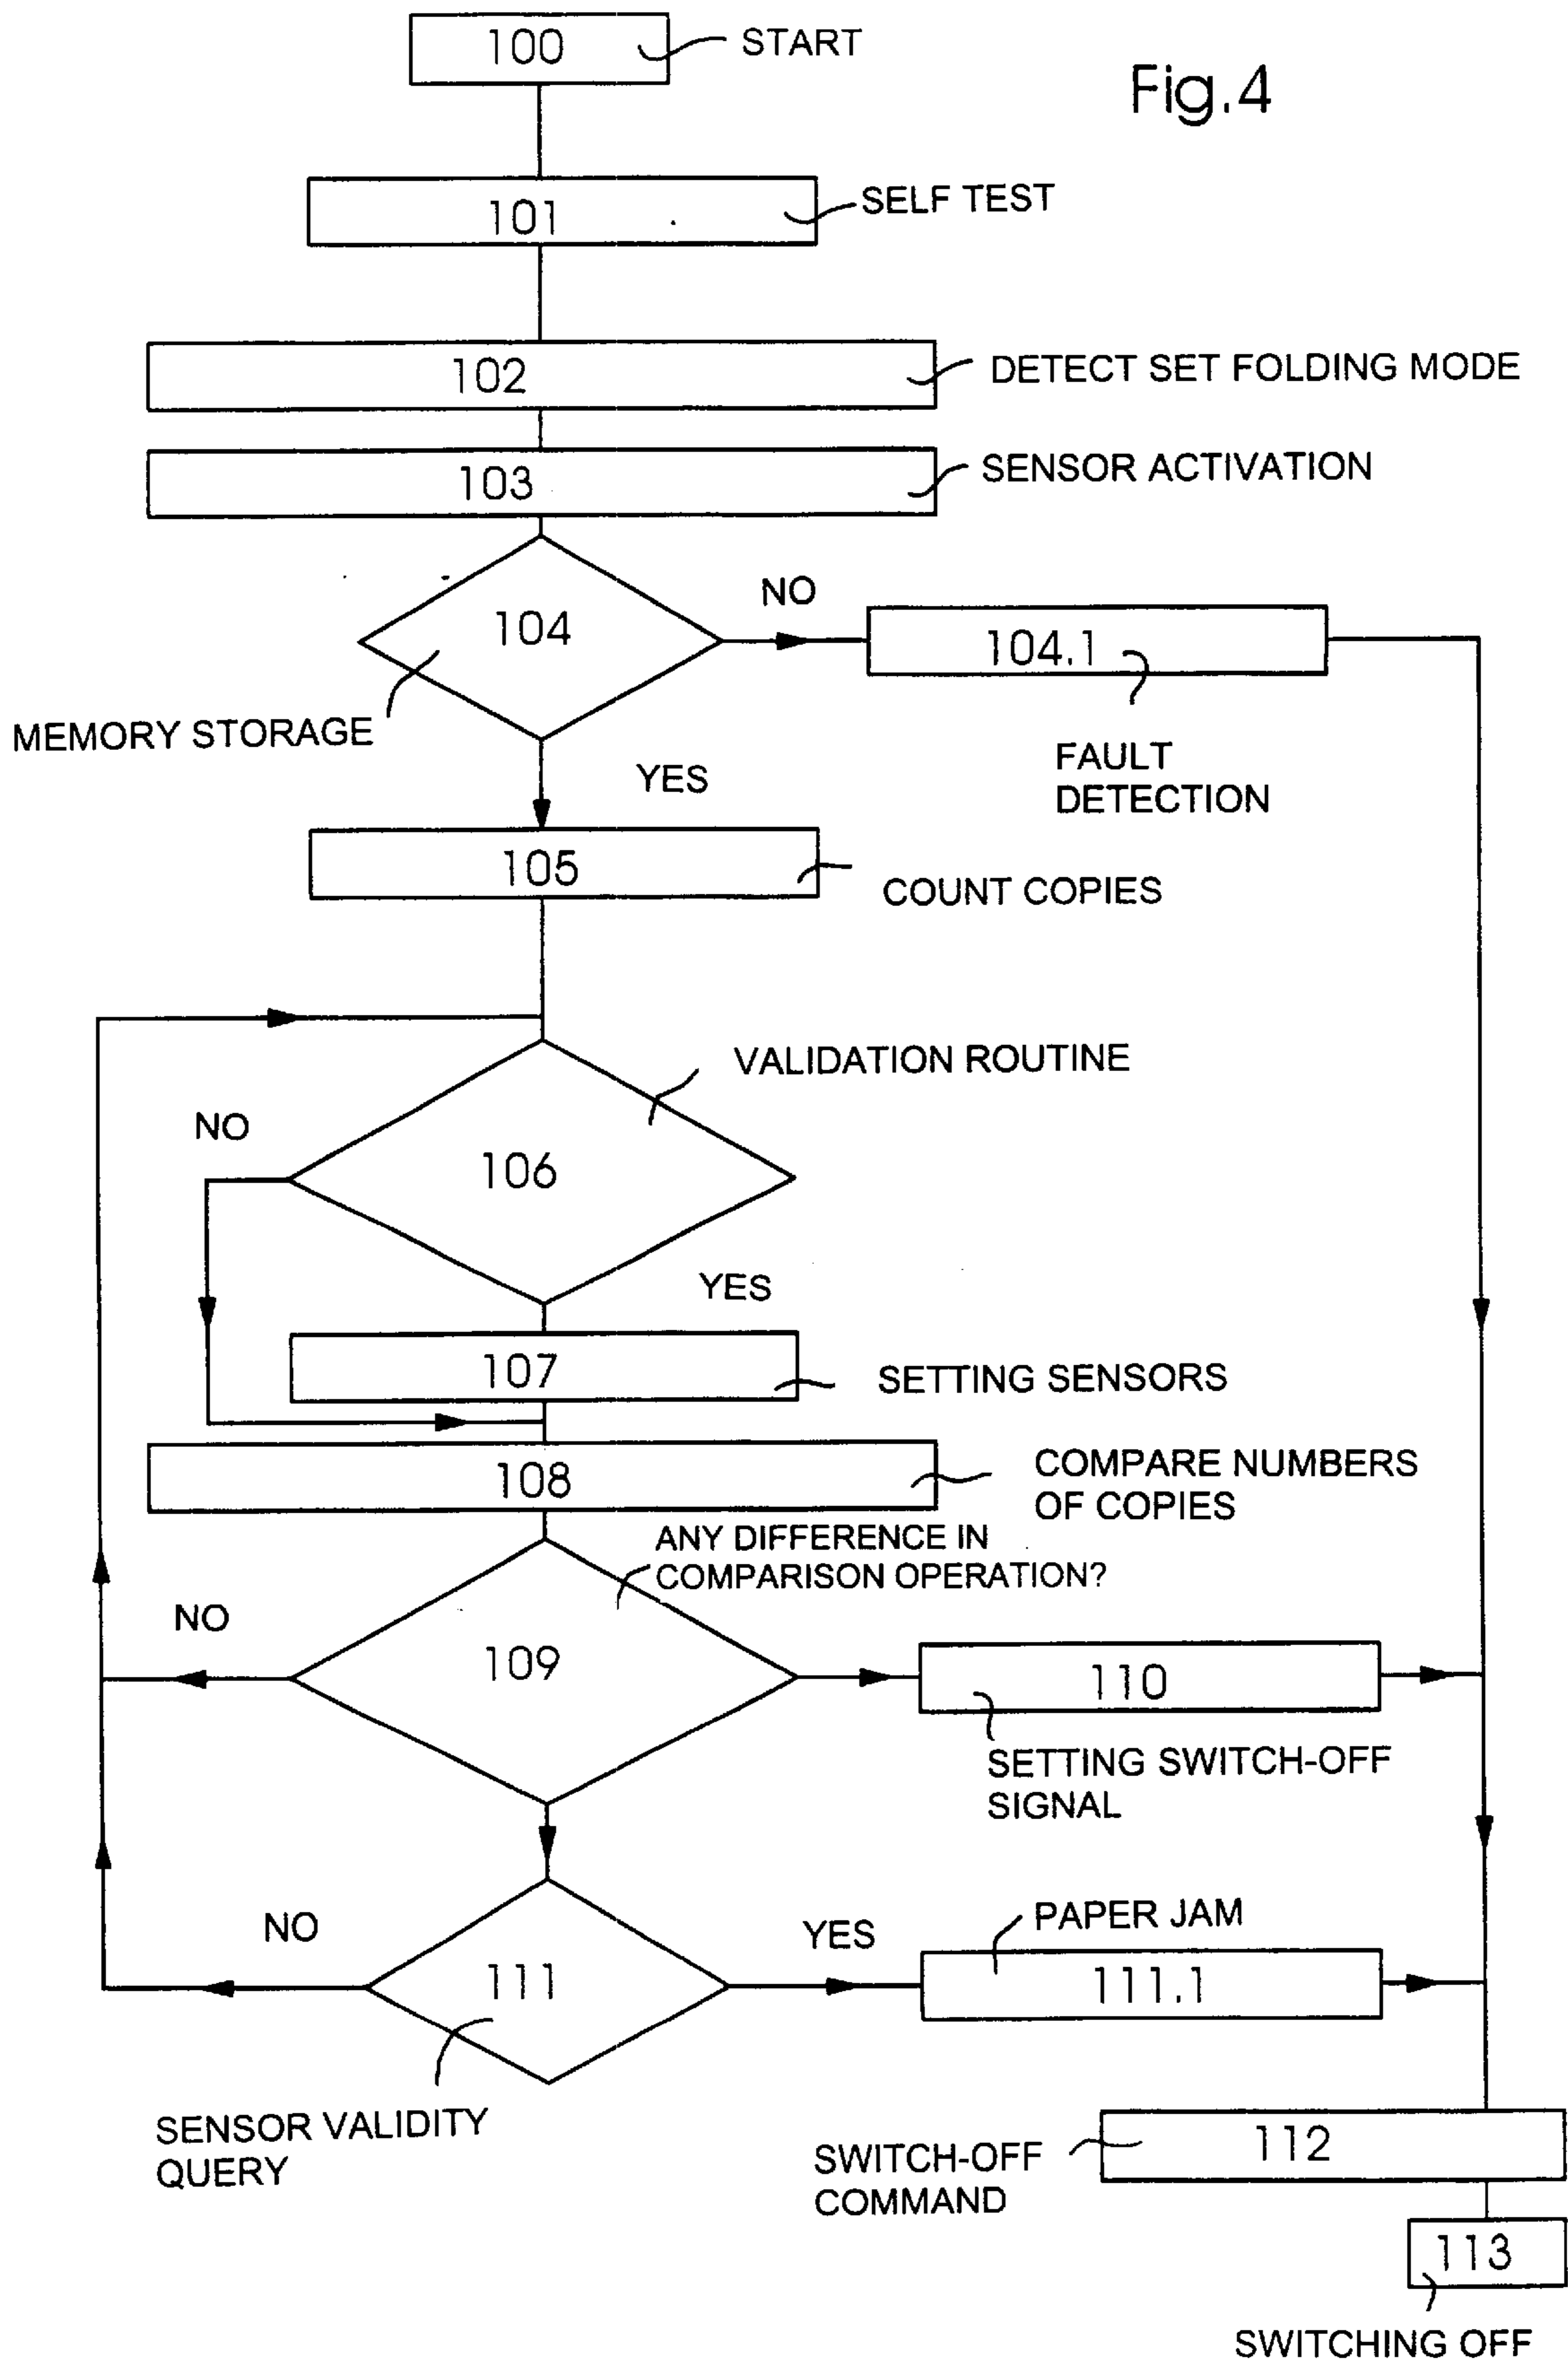 100
START
Fig.4
101
SELF TEST
102
DETECT SET FOLDING MODE
103
SENSOR ACTIVATION
104
NO
104.1
MEMORY STORAGE
FAULT
DETECTION
YES
105
COUNT COPIES
VALIDATION ROUTINE
NO
106
YES
107
SETTING SENSORS
108
COMPARE NUMBERS
OF COPIES
ANY DIFFERENCE IN
COMPARISON OPERATION?
NO
109
110
SETTING SWITCH-OFF
SIGNAL
NO
YES
PAPER JAM
111
111.1
SENSOR VALIDITY
QUERY
SWITCH-OFF
COMMAND
112
113
SWITCHING OFF